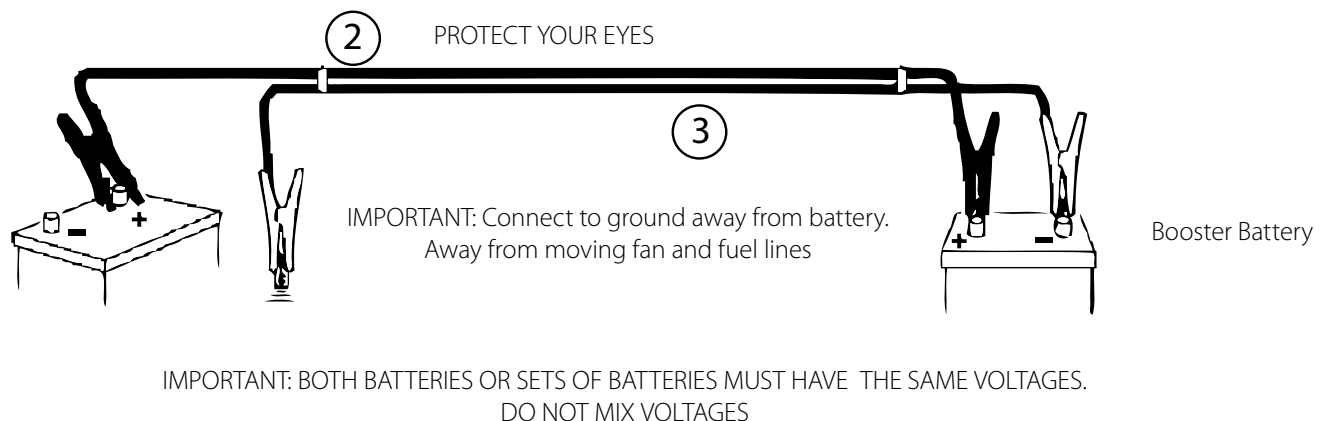 2
PROTECT YOUR EYES
3
IMPORTANT: Connect to ground away from battery.
Away from moving fan and fuel lines
- +
+ -
Booster Battery
IMPORTANT: BOTH BATTERIES OR SETS OF BATTERIES MUST HAVE THE SAME VOLTAGES.
DO NOT MIX VOLTAGES